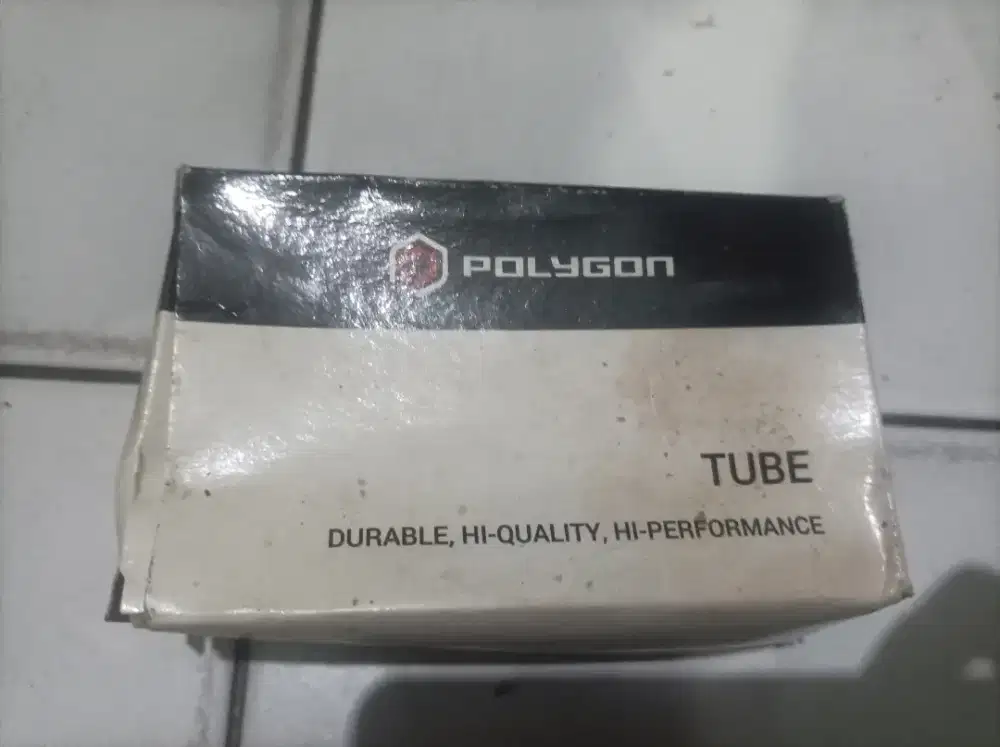 POLYGON
TUBE
DURABLE, HI-QUALITY, HI-PERFORMANCE